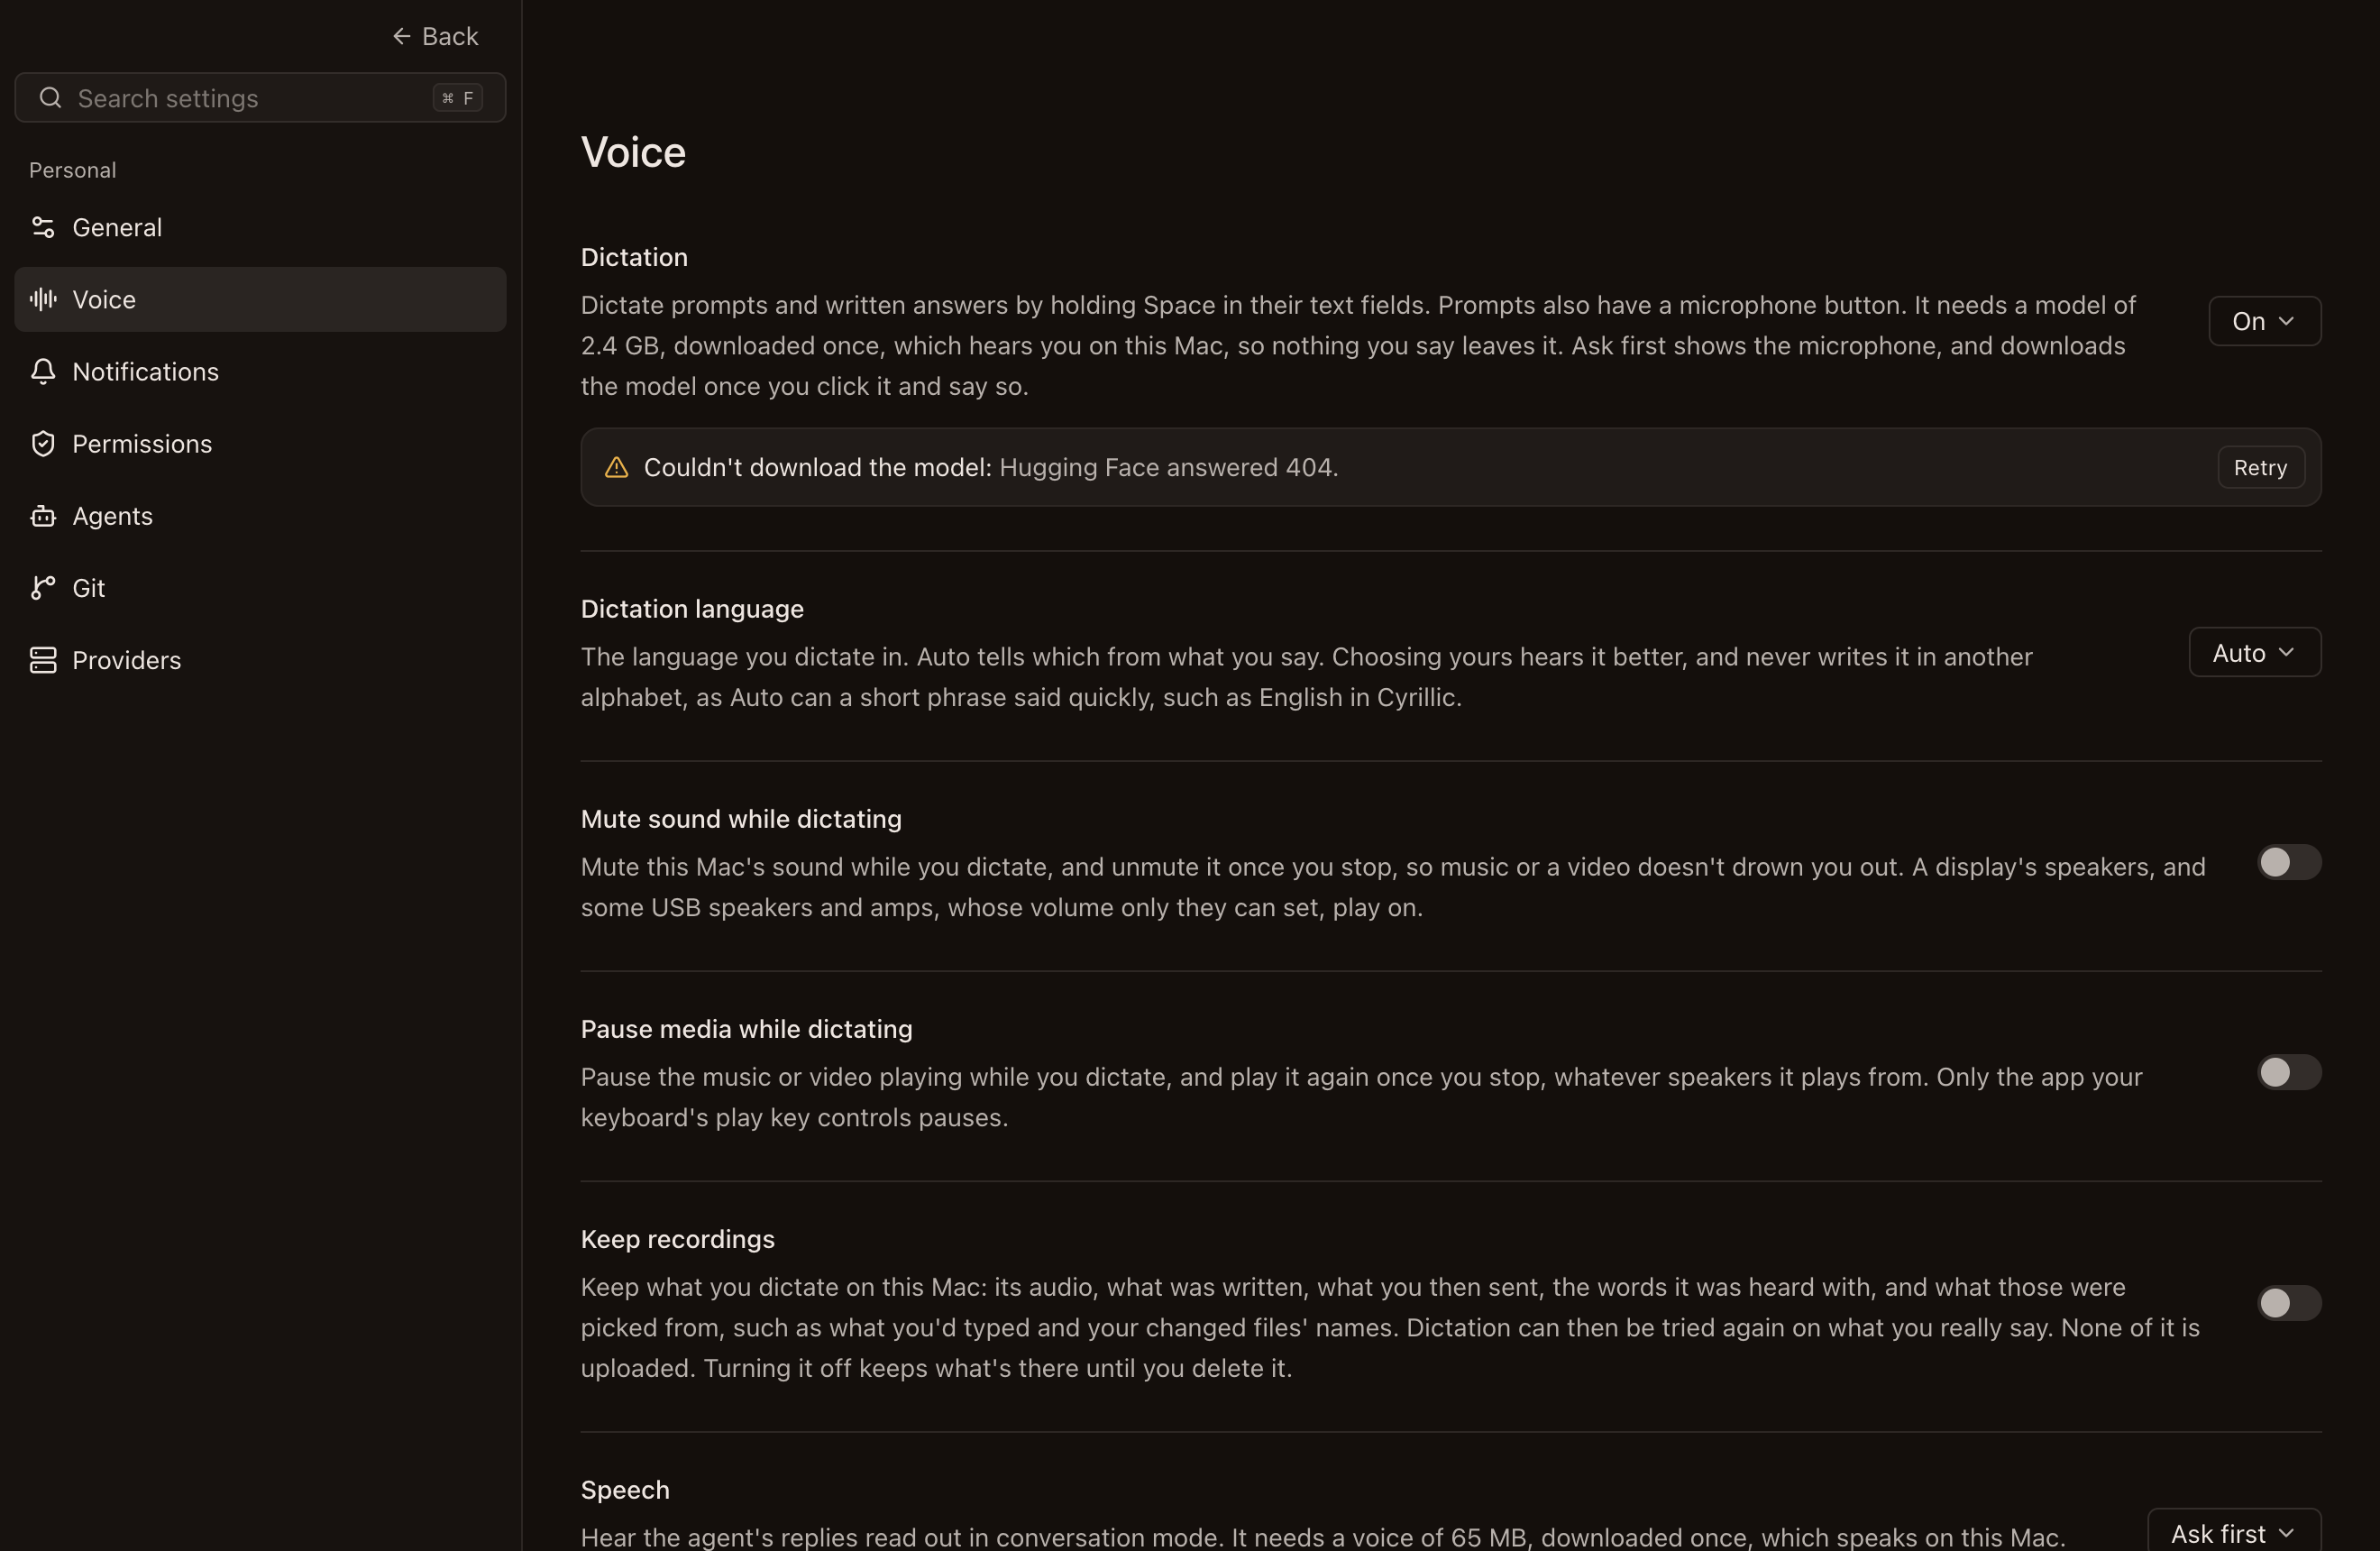 Back
Search settings
⌘ F
Personal
General
Voice
Notifications
Permissions
Agents
Git
Providers
Voice
Dictation
Dictate prompts and written answers by holding Space in their text fields. Prompts also have a microphone button. It needs a model of
2.4 GB, downloaded once, which hears you on this Mac, so nothing you say leaves it. Ask first shows the microphone, and downloads
the model once you click it and say so.
On
Couldn't download the model: Hugging Face answered 404.
Retry
Dictation language
The language you dictate in. Auto tells which from what you say. Choosing yours hears it better, and never writes it in another
alphabet, as Auto can a short phrase said quickly, such as English in Cyrillic.
Auto
Mute sound while dictating
Mute this Mac's sound while you dictate, and unmute it once you stop, so music or a video doesn't drown you out. A display's speakers, and
some USB speakers and amps, whose volume only they can set, play on.
Pause media while dictating
Pause the music or video playing while you dictate, and play it again once you stop, whatever speakers it plays from. Only the app your
keyboard's play key controls pauses.
Keep recordings
Keep what you dictate on this Mac: its audio, what was written, what you then sent, the words it was heard with, and what those were
picked from, such as what you'd typed and your changed files' names. Dictation can then be tried again on what you really say. None of it is
uploaded. Turning it off keeps what's there until you delete it.
Speech
Hear the agent's replies read out in conversation mode. It needs a voice of 65 MB, downloaded once, which speaks on this Mac.
Ask first